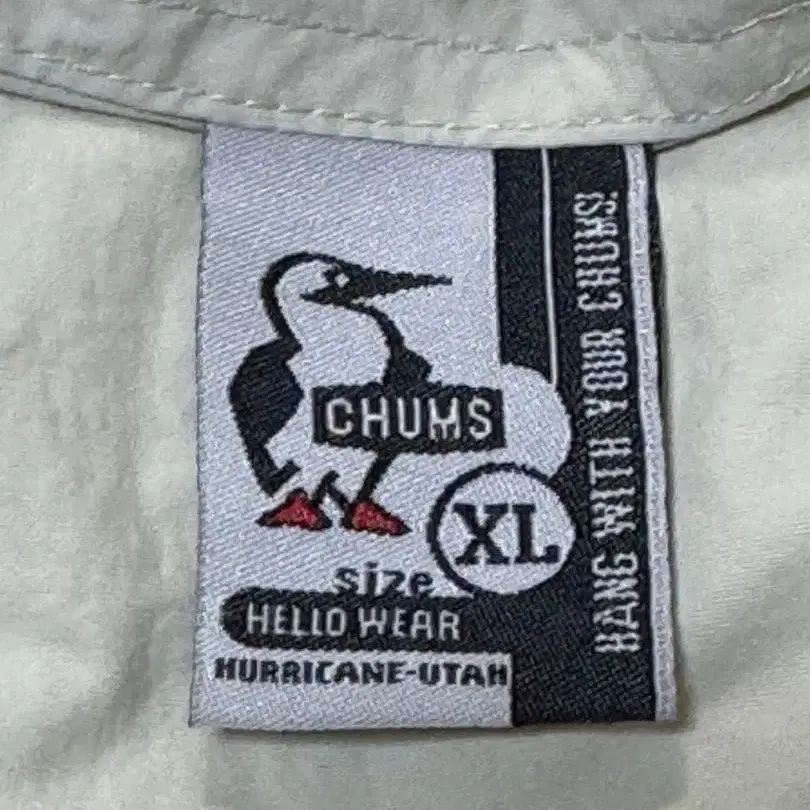 CHUMS
XL
size
HELLO WEAR
HURRICANE-UTAH
HANG WITH YOUR CHUMS!